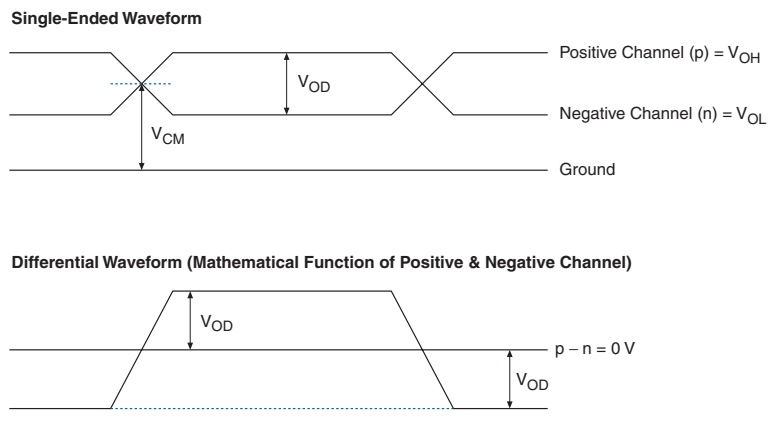 Single-Ended Waveform
Positive Channel (p) = VOH
VOD
Negative Channel (n) = VOL
VCM
Ground
Differential Waveform (Mathematical Function of Positive & Negative Channel)
VOD
p – n = 0 V
VOD